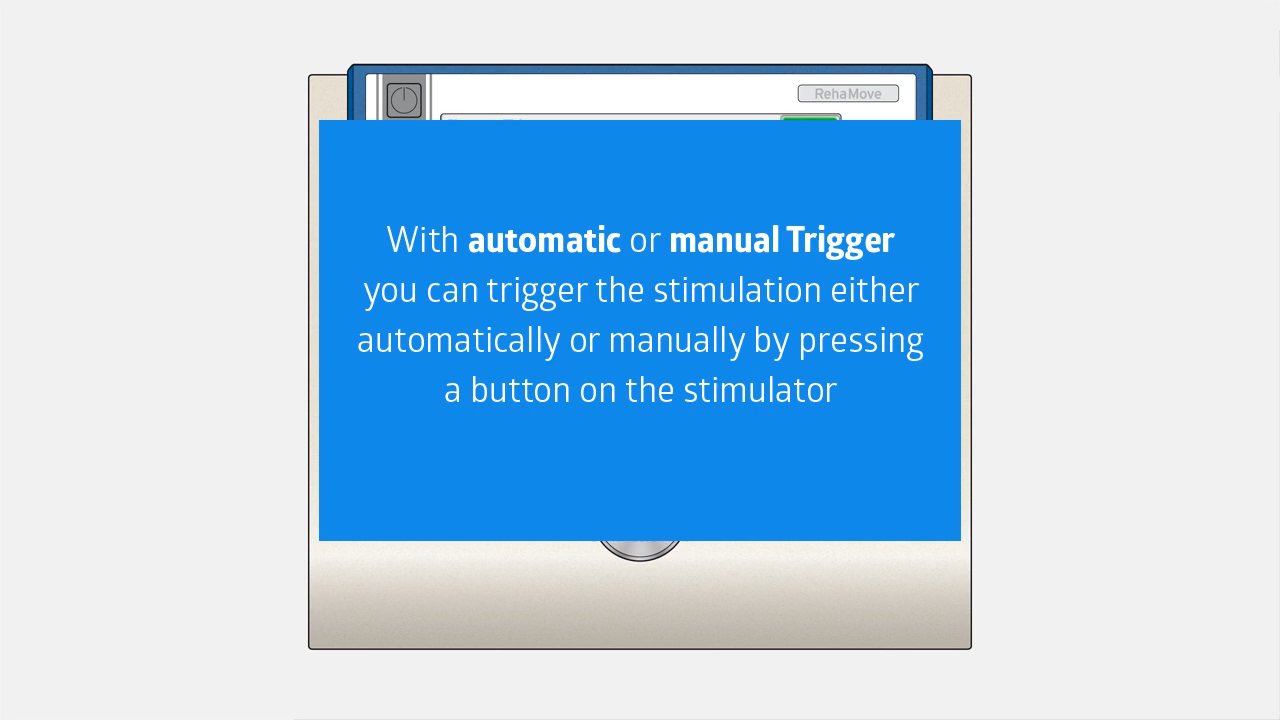 RehaMove
With automatic or manual Trigger
you can trigger the stimulation either
automatically or manually by pressing
a button on the stimulator